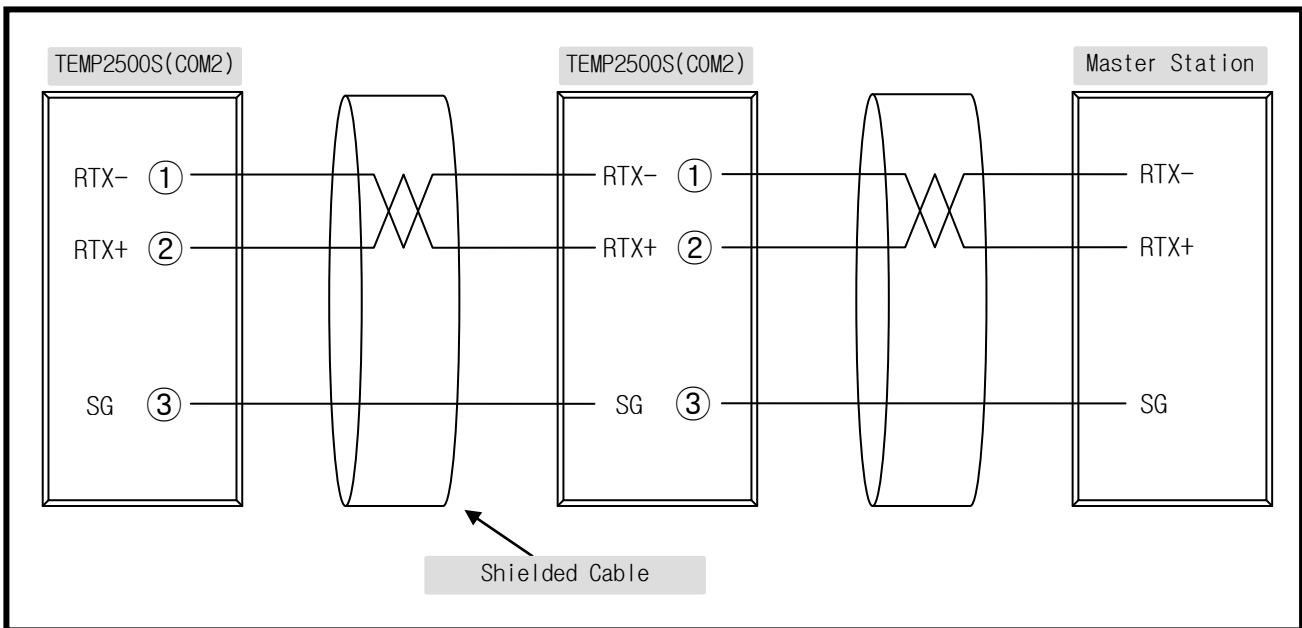 TEMP2500S(COM2) TEMP2500S(COM2) Master Station
RTX- ① RTX- ① RTX-
RTX+ ② RTX+ ② RTX+
SG ③ SG ③ SG
Shielded Cable